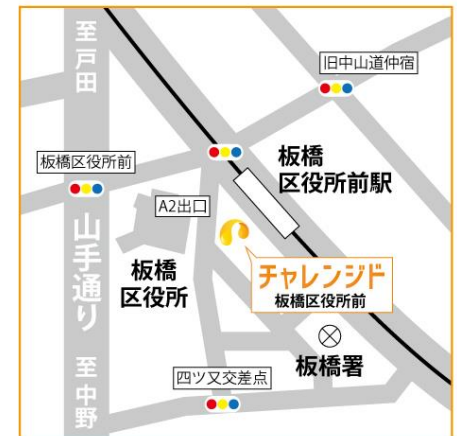 至戸田
旧中山道仲宿
板橋
区役所前駅
板橋区役所前
A2出口
山手通り
板橋
区役所
チャレンジド
板橋区役所前
板橋署
至中野
四ツ又交差点